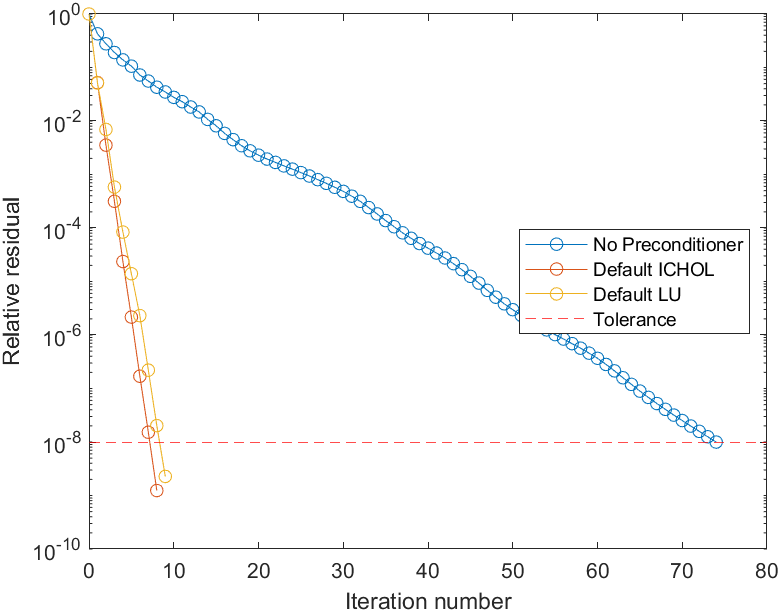 10^0
10^-2
10^-4
10^-6
10^-8
10^-10
Relative residual
No Preconditioner
Default ICHOL
Default LU
Tolerance
0 10 20 30 40 50 60 70 80
Iteration number